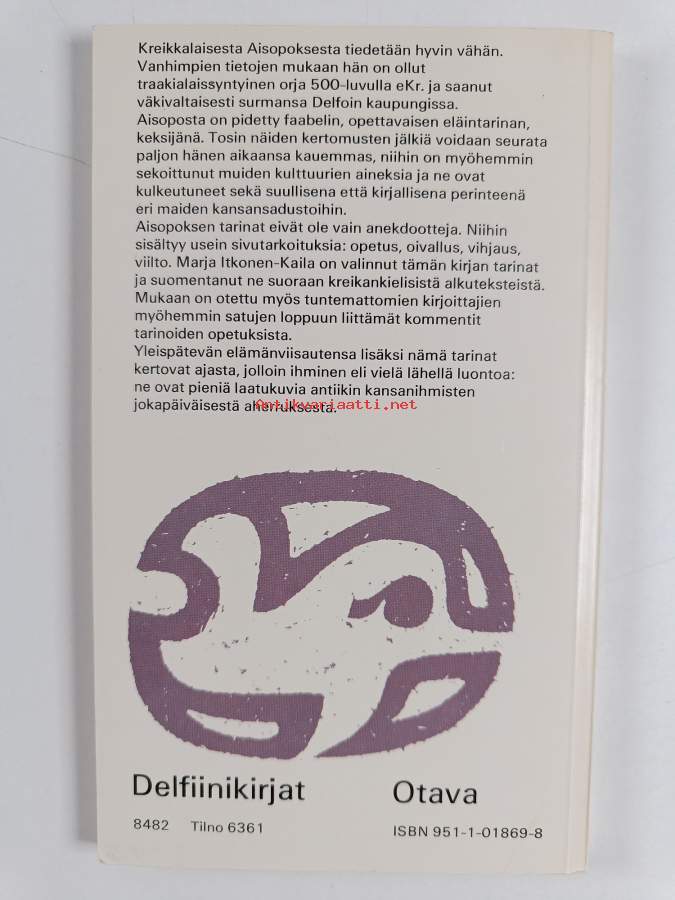 Kreikkalaisesta Aisopoksesta tiedetään hyvin vähän.
Vanhimpien tietojen mukaan hän on ollut
traakialaissyntyinen orja 500-luvulla eKr. ja saanut
väkivaltaisesti surmansa Delfoin kaupungissa.
Aisoposta on pidetty faabelin, opettavaisen eläintarinan,
keksijänä. Tosin näiden kertomusten jälkiä voidaan seurata
paljon hänen aikaansa kauemmas, niihin on myöhemmin
sekoittunut muiden kulttuurien aineksia ja ne ovat
kulkeutuneet sekä suullisena että kirjallisena perinteenä
eri maiden kansansadustoihin.
Aisopoksen tarinat eivät ole vain anekdootteja. Niihin
sisältyy usein sivutarkoituksia: opetus, oivallus, vihjaus,
viilto. Marja Itkonen-Kaila on valinnut tämän kirjan tarinat
ja suomentanut ne suoraan kreikankielisistä alkuteksteistä.
Mukaan on otettu myös tuntemattomien kirjoittajien
myöhemmin satujen loppuun liittämät kommentit
tarinoiden opetuksista.
Yleispätevän elämänviisautensa lisäksi nämä tarinat
kertovat ajasta, jolloin ihminen eli vielä lähellä luontoa:
ne ovat pieniä laatukuvia antiikin kansanihmisten
jokapäiväisestä aherruksesta.
Antikvariaatti.net
Delfiinikirjat Otava
8482 Tilno 6361 ISBN 951-1-01869-8